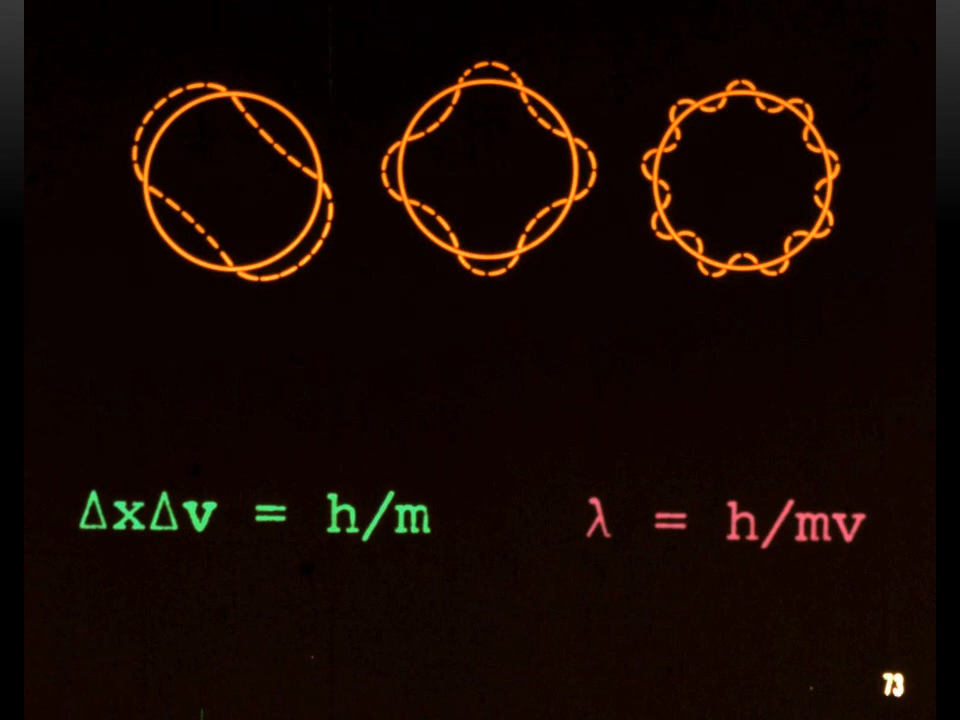 ΔxΔv = h/m
λ = h/mv
73